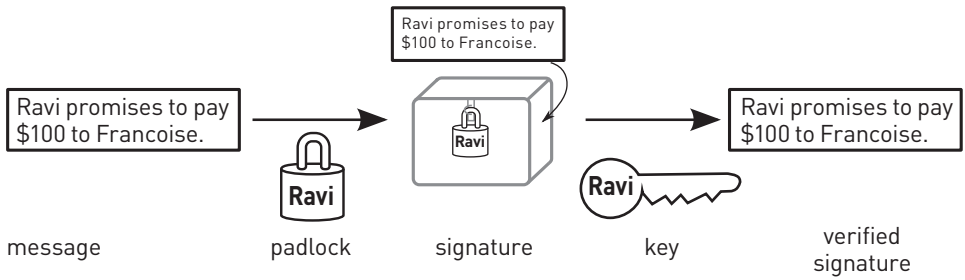 Ravi promises to pay
$100 to Francoise.
Ravi promises to pay
$100 to Francoise.
Ravi promises to pay
$100 to Francoise.
Ravi
Ravi
Ravi
message
padlock
signature
key
verified
signature